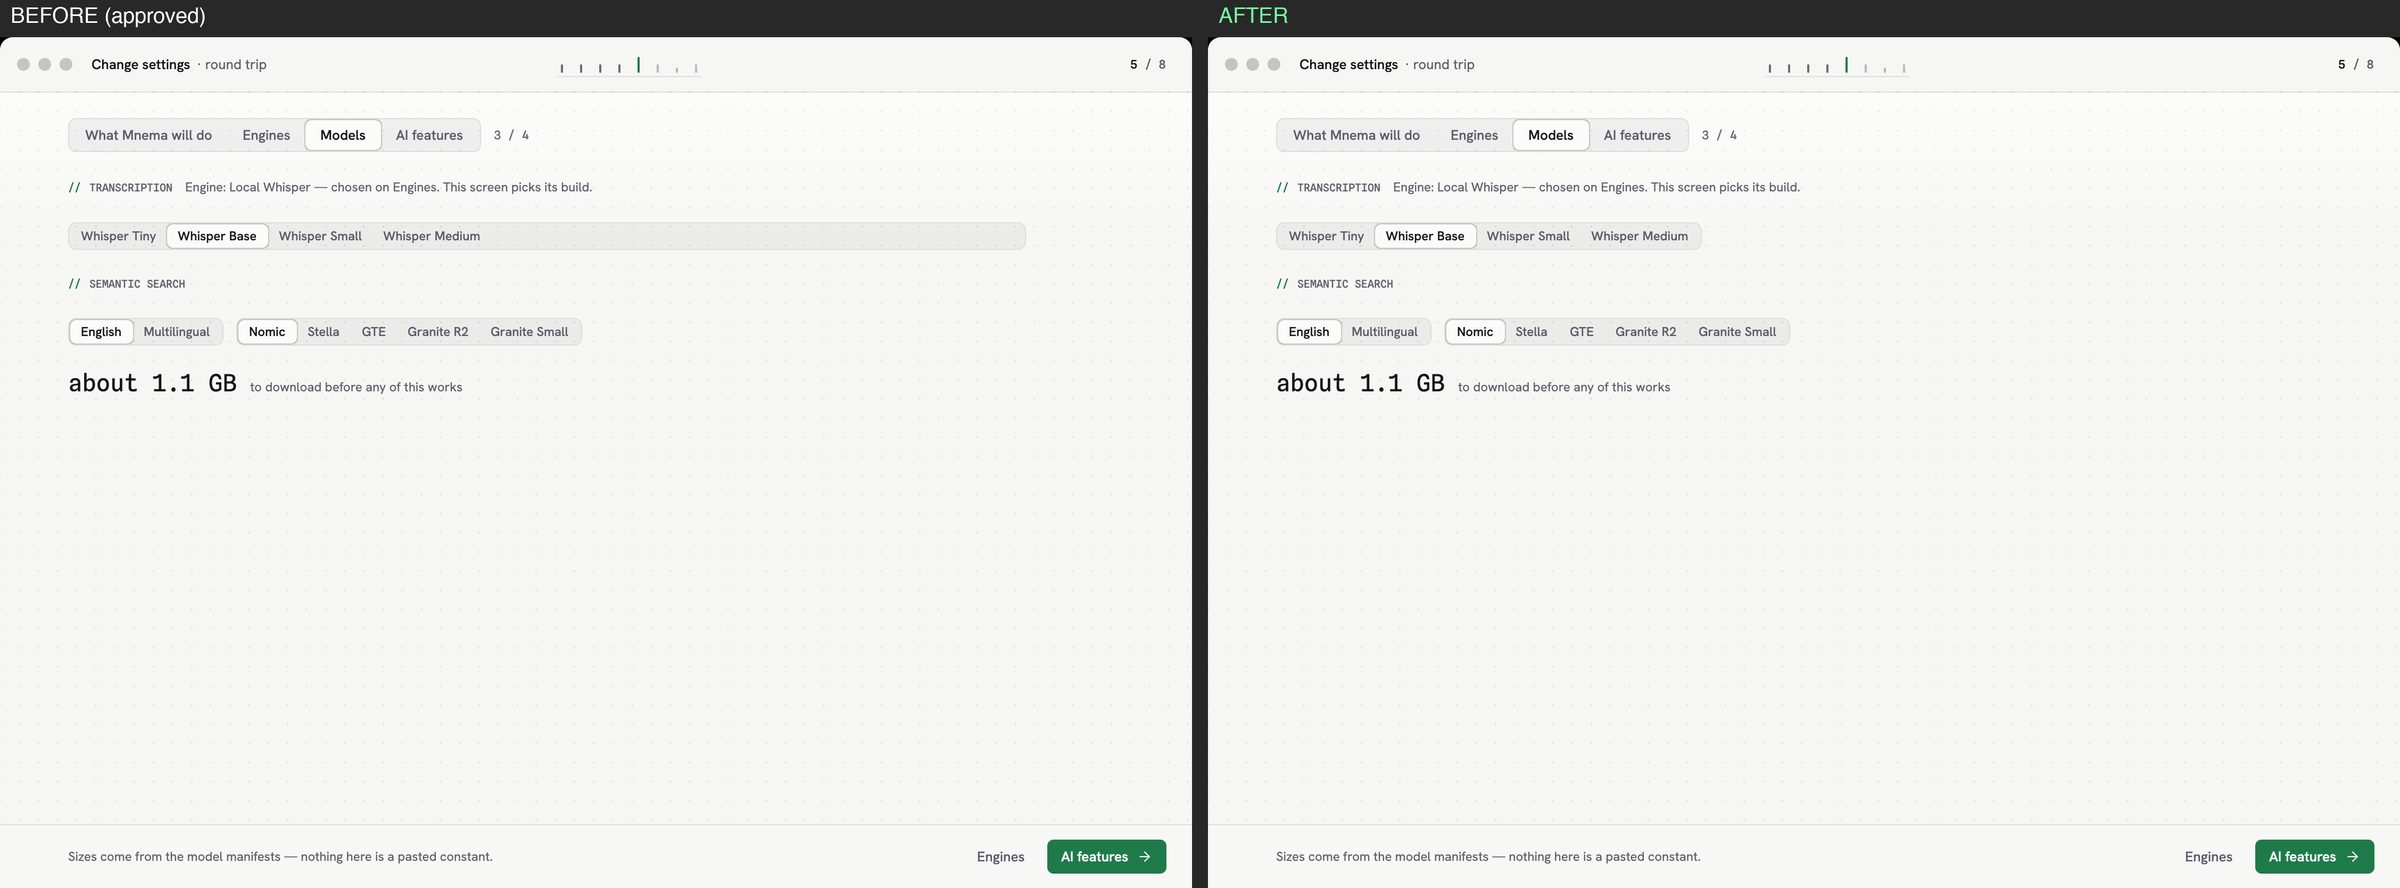 BEFORE (approved)
Change settings · round trip
5 / 8
What Mnema will do Engines Models AI features 3 / 4
// TRANSCRIPTION Engine: Local Whisper — chosen on Engines. This screen picks its build.
Whisper Tiny Whisper Base Whisper Small Whisper Medium
// SEMANTIC SEARCH
English Multilingual Nomic Stella GTE Granite R2 Granite Small
about 1.1 GB to download before any of this works
Sizes come from the model manifests — nothing here is a pasted constant.
Engines AI features →
AFTER
Change settings · round trip
5 / 8
What Mnema will do Engines Models AI features 3 / 4
// TRANSCRIPTION Engine: Local Whisper — chosen on Engines. This screen picks its build.
Whisper Tiny Whisper Base Whisper Small Whisper Medium
// SEMANTIC SEARCH
English Multilingual Nomic Stella GTE Granite R2 Granite Small
about 1.1 GB to download before any of this works
Sizes come from the model manifests — nothing here is a pasted constant.
Engines AI features →